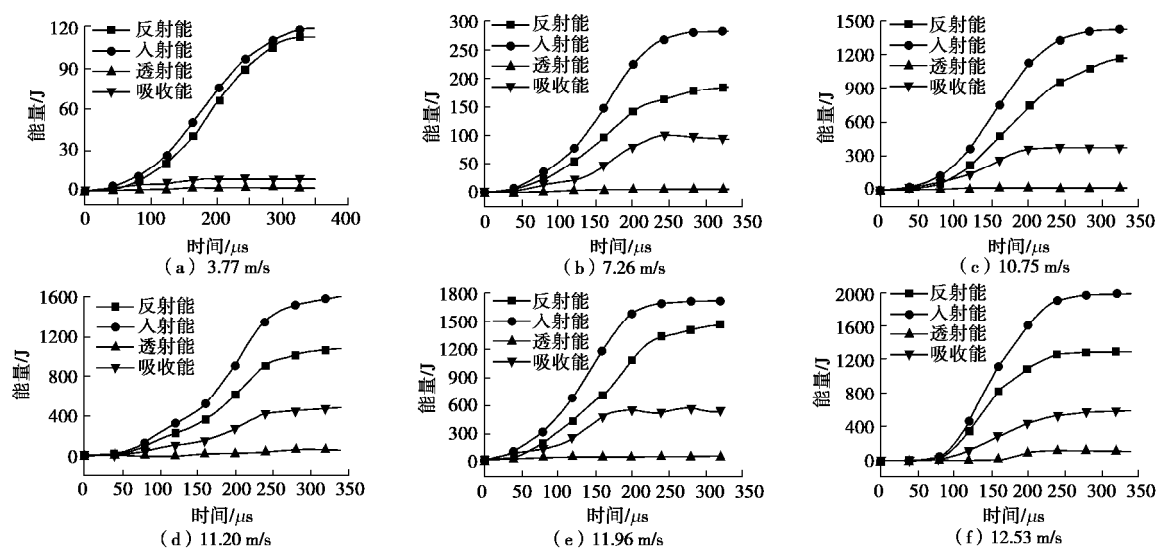 120
90
60
30
0
能量/J
反射能
入射能
透射能
吸收能
0 100 200 300 400
时间/μs
(a) 3.77 m/s
300
250
200
150
100
50
0
能量/J
反射能
入射能
透射能
吸收能
0 50 100 150 200 250 300 350
时间/μs
(b) 7.26 m/s
1500
1200
900
600
300
0
能量/J
反射能
入射能
透射能
吸收能
0 50 100 150 200 250 300 350
时间/μs
(c) 10.75 m/s
1600
1200
800
400
0
能量/J
反射能
入射能
透射能
吸收能
0 50 100 150 200 250 300 350
时间/μs
(d) 11.20 m/s
1800
1500
1200
900
600
300
0
能量/J
反射能
入射能
透射能
吸收能
0 50 100 150 200 250 300 350
时间/μs
(e) 11.96 m/s
2000
1600
1200
800
400
0
能量/J
反射能
入射能
透射能
吸收能
0 50 100 150 200 250 300 350
时间/μs
(f) 12.53 m/s